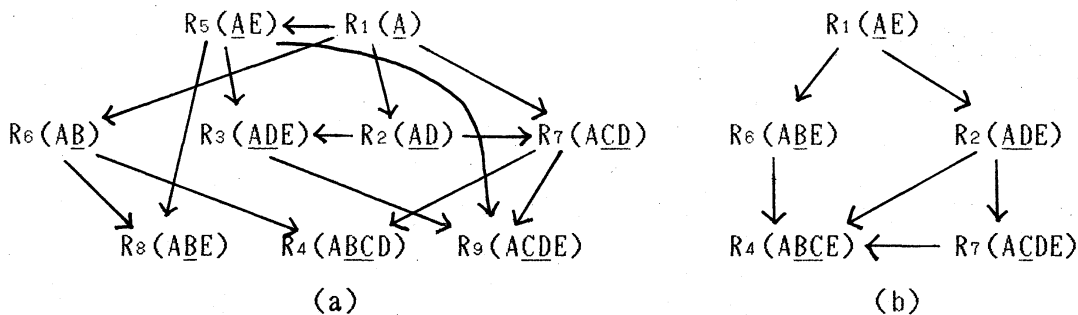 R5(AE) R1(A) R1(AE)
R6(AB) R3(ADE) R2(AD) R7(ACD) R6(ABE) R2(ADE)
R8(ABE) R4(ABCD) R9(ACDE) R4(ABCE) R7(ACDE)
(a) (b)